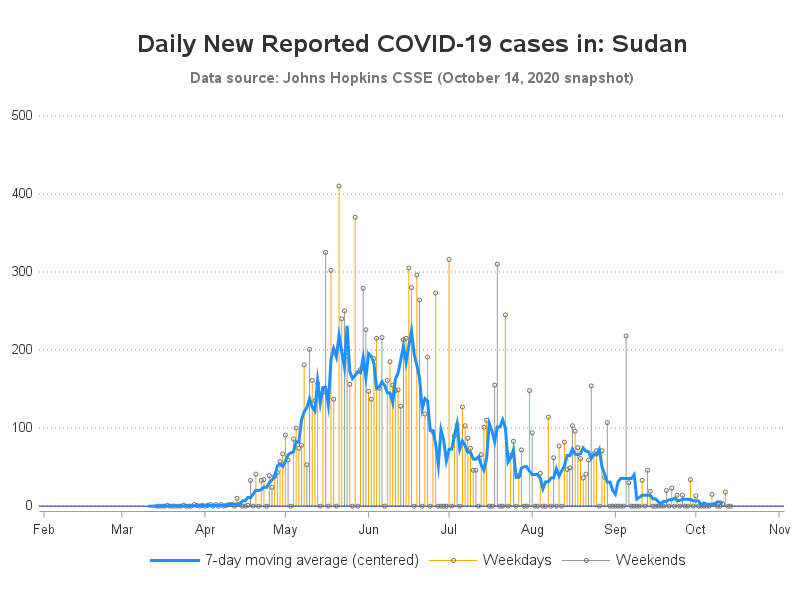 Daily New Reported COVID-19 cases in: Sudan
Data source: Johns Hopkins CSSE (October 14, 2020 snapshot)
500
400
300
200
100
0
Feb Mar Apr May Jun Jul Aug Sep Oct Nov
7-day moving average (centered) Weekdays Weekends